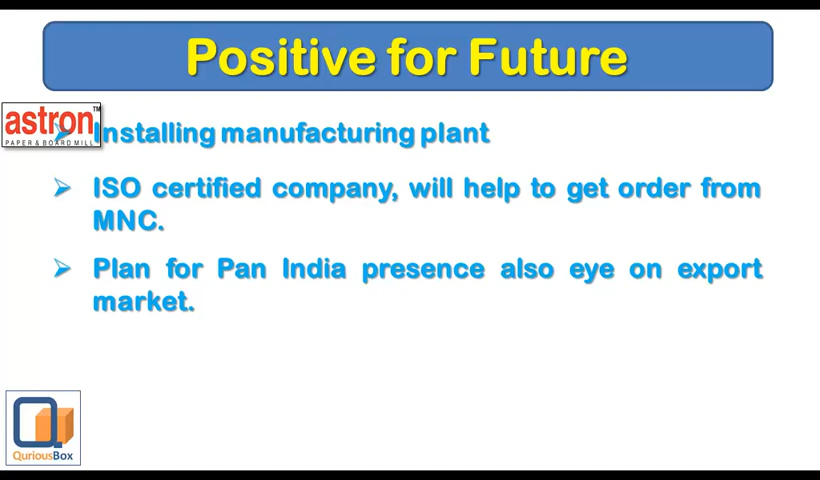 Positive for Future
astron™
PAPER & BOARD MILL
Installing manufacturing plant
ISO certified company, will help to get order from
MNC.
Plan for Pan India presence also eye on export
market.
QuriousBox